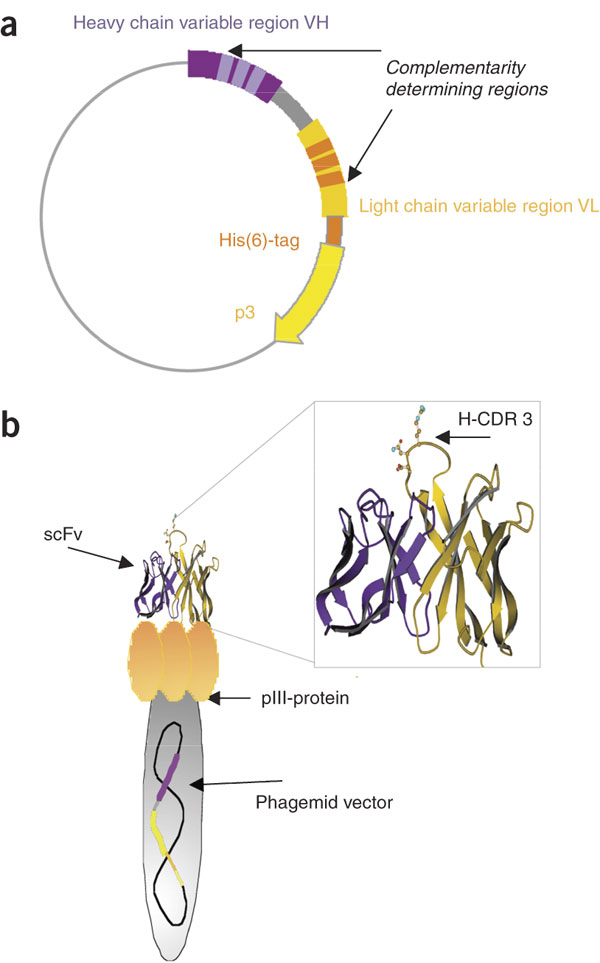 a
Heavy chain variable region VH
Complementarity
determining regions
Light chain variable region VL
His(6)-tag
p3
b
H-CDR 3
scFv
pIII-protein
Phagemid vector